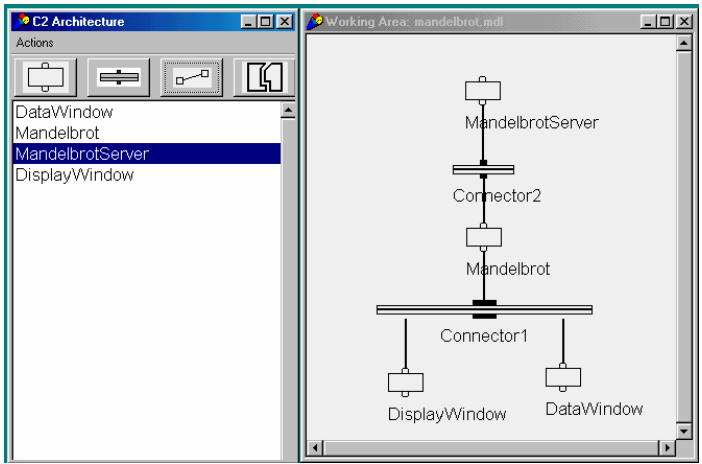 C2 Architecture
Actions
DataWindow
Mandelbrot
MandelbrotServer
DisplayWindow
Working Area: mandelbrot.mdl
MandelbrotServer
Connector2
Mandelbrot
Connector1
DisplayWindow
DataWindow